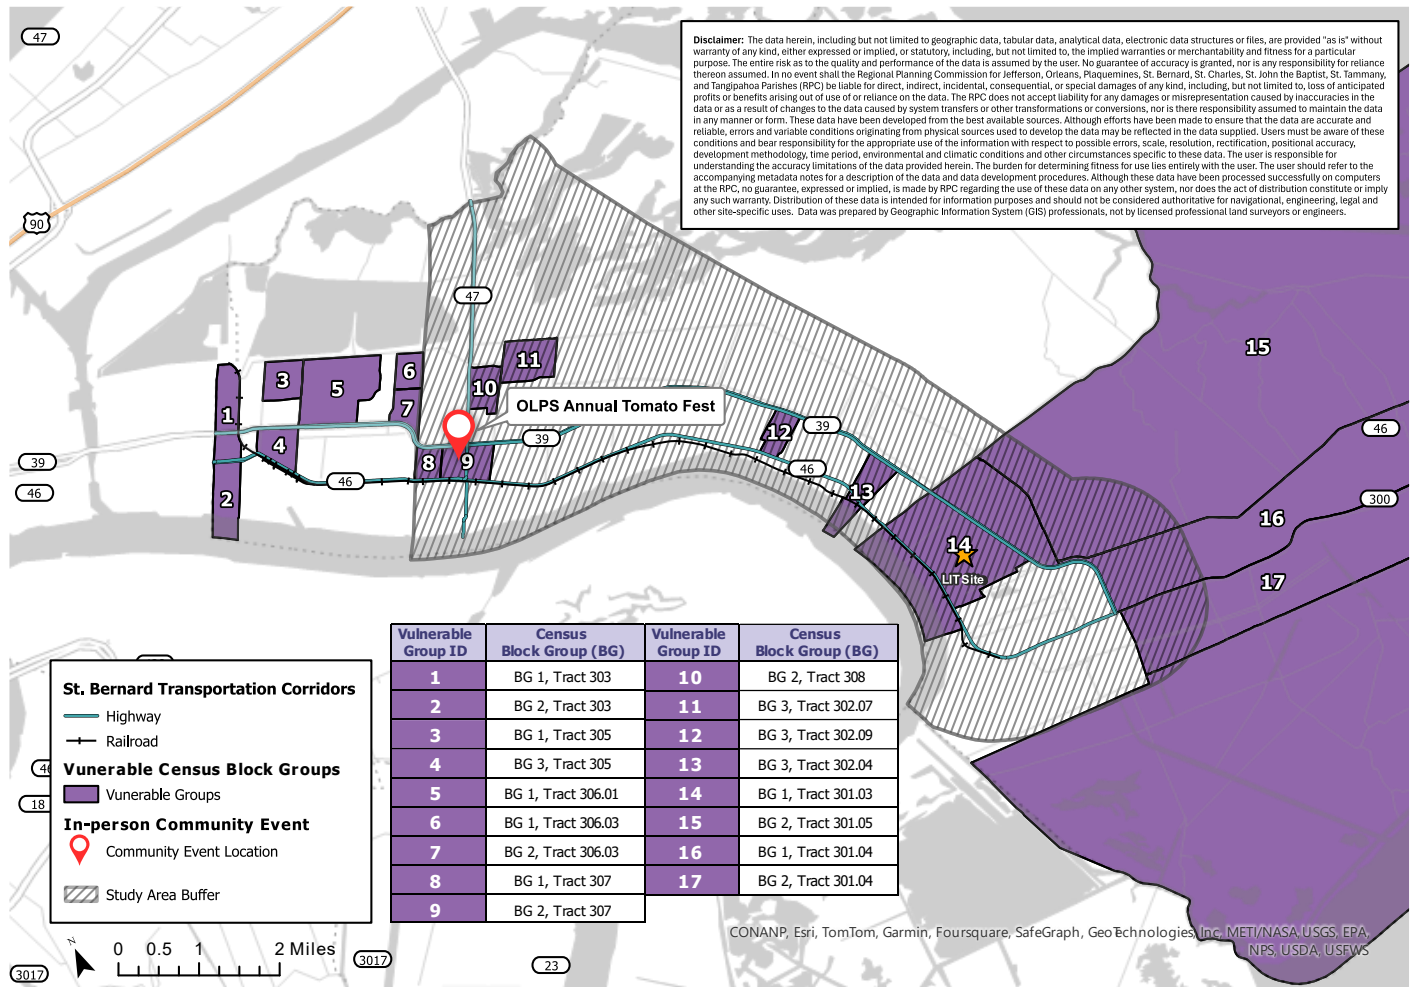 Disclaimer: The data herein, including but not limited to geographic data, tabular data, analytical data, electronic data structures or files, are provided "as is" without
warranty of any kind, either expressed or implied, or statutory, including, but not limited to, the implied warranties or merchantability and fitness for a particular
purpose. The entire risk as to the quality and performance of the data is assumed by the user. No guarantee of accuracy is granted, nor is any responsibility for reliance
thereon assumed. In no event shall the Regional Planning Commission for Jefferson, Orleans, Plaquemines, St. Bernard, St. Charles, St. John the Baptist, St. Tammany,
and Tangipahoa Parishes (RPC) be liable for direct, indirect, incidental, consequential, or special damages of any kind, including, but not limited to, loss of anticipated
profits or benefits arising out of use of or reliance on the data. The RPC does not accept liability for any damages or misrepresentation caused by inaccuracies in the
data or as a result of changes to the data caused by system transfers or other transformations or conversions, nor is there responsibility assumed to maintain the data
in any manner or form. These data have been developed from the best available sources. Although efforts have been made to ensure that the data are accurate and
reliable, errors and variable conditions originating from physical sources used to develop the data may be reflected in the data supplied. Users must be aware of these
conditions and bear responsibility for the appropriate use of the information with respect to possible errors, scale, resolution, rectification, positional accuracy,
development methodology, time period, environmental and climatic conditions and other circumstances specific to these data. The user is responsible for
understanding the accuracy limitations of the data provided herein. The burden for determining fitness for use lies entirely with the user. The user should refer to the
accompanying metadata notes for a description of the data and data development procedures. Although these data have been processed successfully on computers
at the RPC, no guarantee, expressed or implied, is made by RPC regarding the use of these data on any other system, nor does the act of distribution constitute or imply
any such warranty. Distribution of these data is intended for information purposes and should not be considered authoritative for navigational, engineering, legal and
other site-specific uses. Data was prepared by Geographic Information System (GIS) professionals, not by licensed professional land surveyors or engineers.
47
90
47
15
11
6
3
5
10
7
1
OLPS Annual Tomato Fest
39
12
39
46
4
8
9
39
46
46
46
13
300
2
16
14
LIT Site
17
Vulnerable Group ID Census Block Group (BG) Vulnerable Group ID Census Block Group (BG)
1 BG 1, Tract 303 10 BG 2, Tract 308
2 BG 2, Tract 303 11 BG 3, Tract 302.07
3 BG 1, Tract 305 12 BG 3, Tract 302.09
4 BG 3, Tract 305 13 BG 3, Tract 302.04
5 BG 1, Tract 306.01 14 BG 1, Tract 301.03
6 BG 1, Tract 306.03 15 BG 2, Tract 301.05
7 BG 2, Tract 306.03 16 BG 1, Tract 301.04
8 BG 1, Tract 307 17 BG 2, Tract 301.04
9 BG 2, Tract 307
St. Bernard Transportation Corridors
Highway
Railroad
Vunerable Census Block Groups
Vunerable Groups
In-person Community Event
Community Event Location
Study Area Buffer
18
N
0 0.5 1 2 Miles
3017
3017
23
CONANP, Esri, TomTom, Garmin, Foursquare, SafeGraph, GeoTechnologies, Inc, METI/NASA, USGS, EPA,
NPS, USDA, USFWS